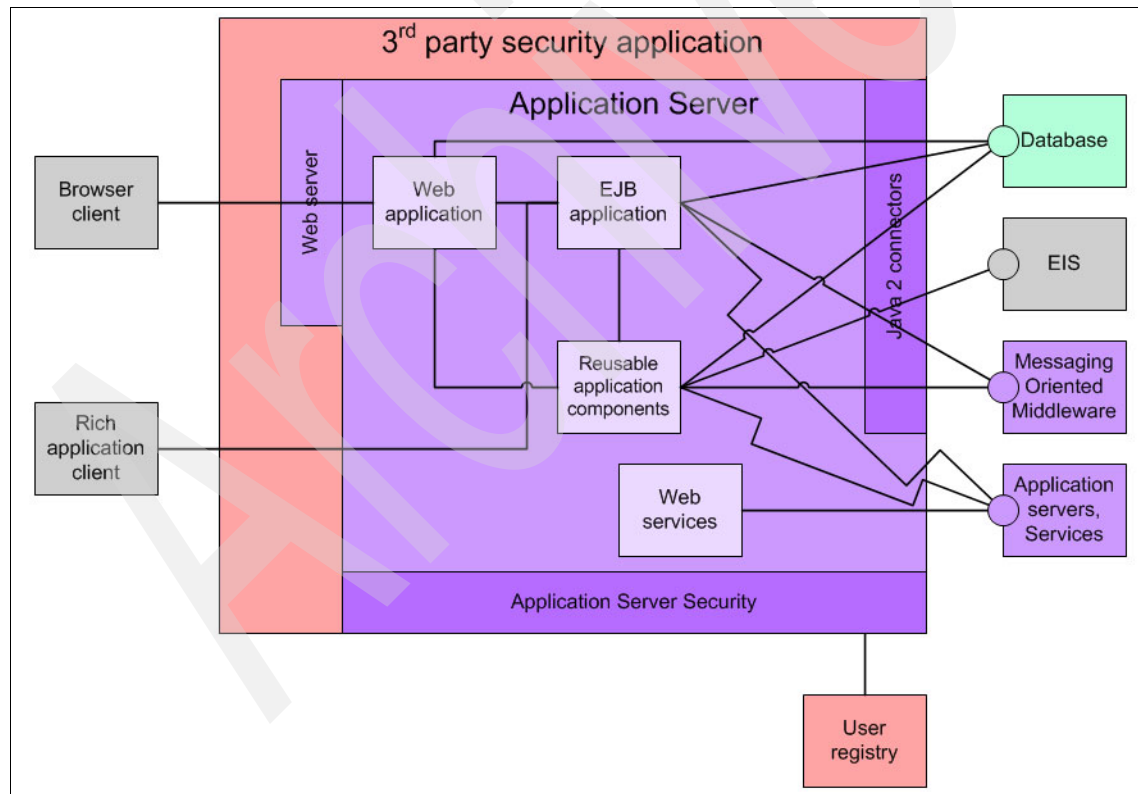 3rd party security application
Application Server
Web server
Java 2 connectors
Browser
client
Web
application
EJB
application
Database
EIS
Reusable
application
components
Messaging
Oriented
Middleware
Rich
application
client
Web
services
Application
servers,
Services
Application Server Security
User
registry